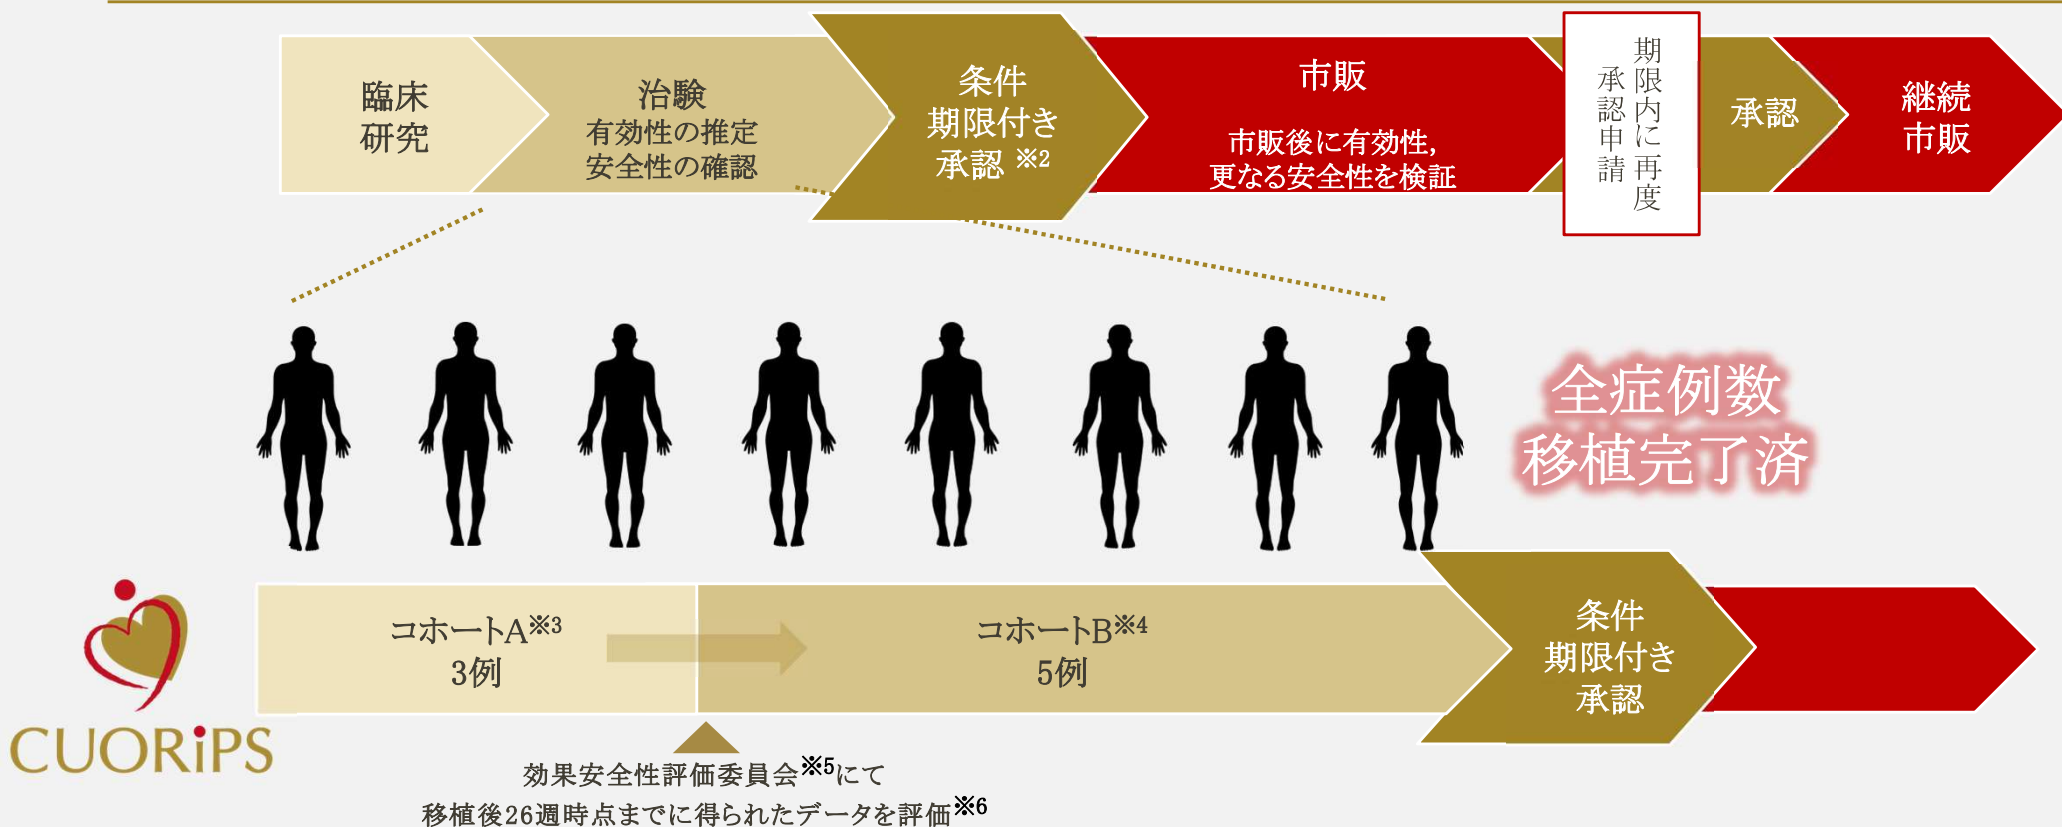 臨床
研究
治験
有効性の推定
安全性の確認
条件
期限付き
承認 ※2
市販
市販後に有効性,
更なる安全性を検証
期限内に再度
承認申請
承認
継続
市販
全症例数
移植完了済
コホートA※3
3例
コホートB※4
5例
条件
期限付き
承認
CUORiPS
効果安全性評価委員会※5にて
移植後26週時点までに得られたデータを評価※6